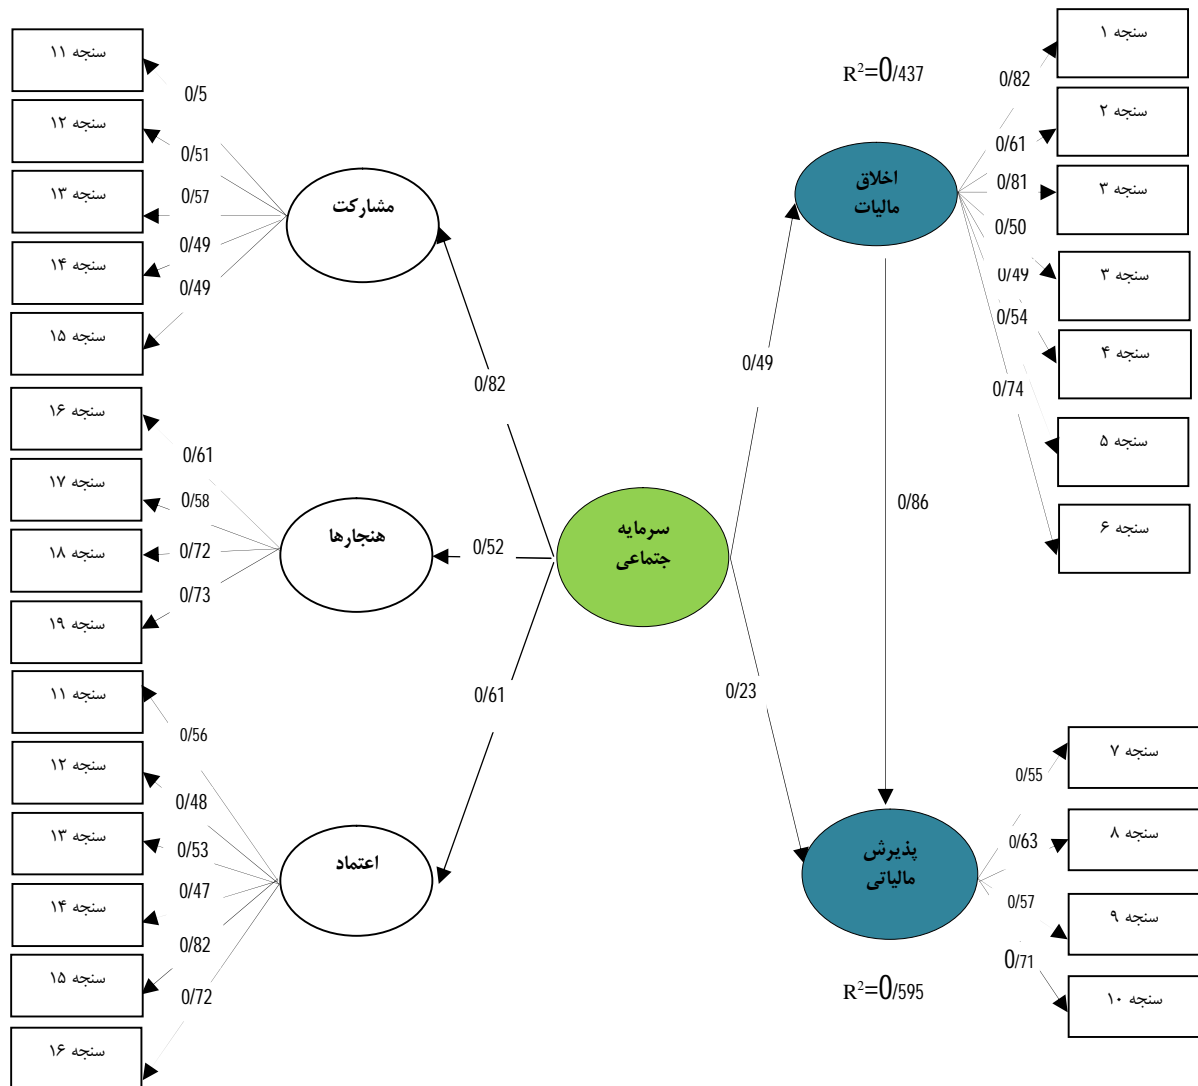 سنجه ۱۱
سنجه ۱۲
سنجه ۱۳
سنجه ۱۴
سنجه ۱۵
0/5
0/51
0/57
0/49
0/49
مشارکت
سنجه ۱۶
سنجه ۱۷
سنجه ۱۸
سنجه ۱۹
0/61
0/58
0/72
0/73
هنجارها
سنجه ۱۱
سنجه ۱۲
سنجه ۱۳
سنجه ۱۴
سنجه ۱۵
سنجه ۱۶
0/56
0/48
0/53
0/47
0/82
0/72
اعتماد
0/82
0/52
0/61
سرمایه
جتماعی
0/49
0/23
0/86
R²=0/437
اخلاق
مالیات
0/82
0/61
0/81
0/50
0/49
0/54
0/74
سنجه ۱
سنجه ۲
سنجه ۳
سنجه ۳
سنجه ۴
سنجه ۵
سنجه ۶
پذیرش
مالیاتی
R²=0/595
0/55
0/63
0/57
0/71
سنجه ۷
سنجه ۸
سنجه ۹
سنجه ۱۰